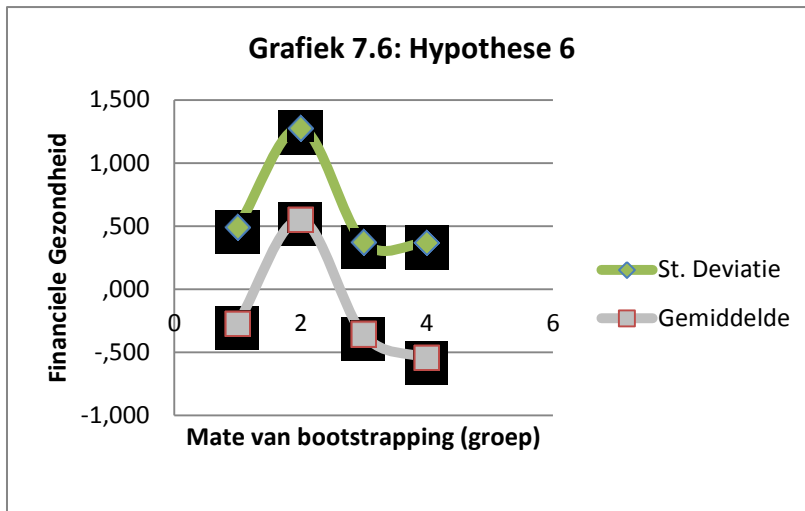 Grafiek 7.6: Hypothese 6
Financiele Gezondheid
1,500
1,000
,500
,000
-,500
-1,000
0 2 4 6
Mate van bootstrapping (groep)
St. Deviatie
Gemiddelde